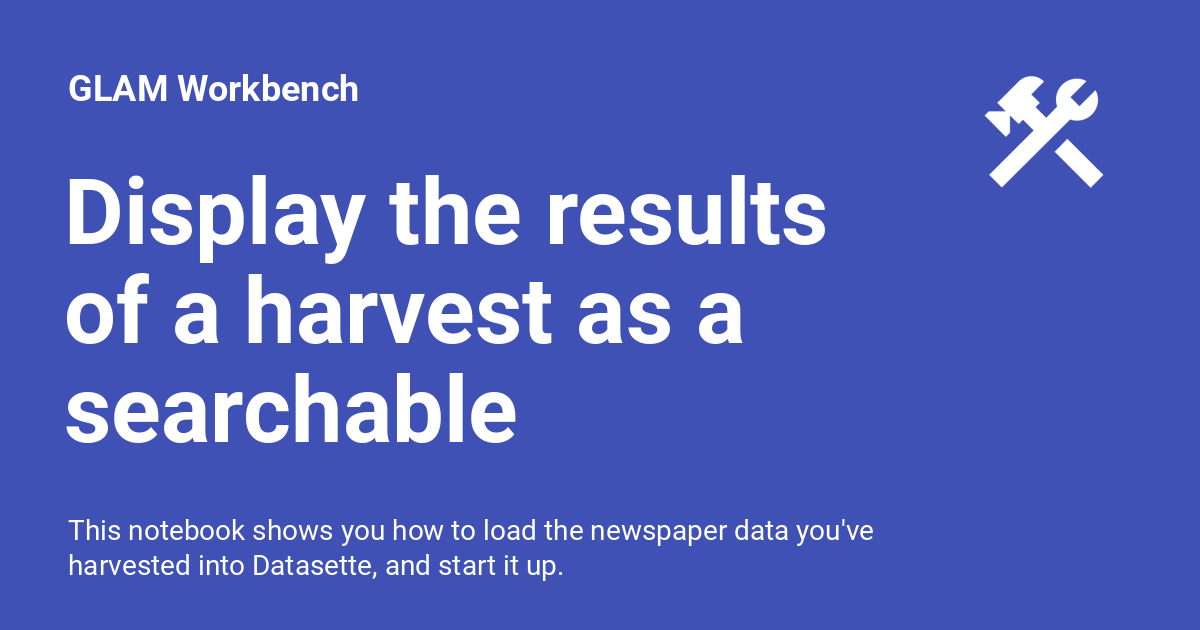 GLAM Workbench
Display the results
of a harvest as a
searchable
This notebook shows you how to load the newspaper data you've
harvested into Datasette, and start it up.